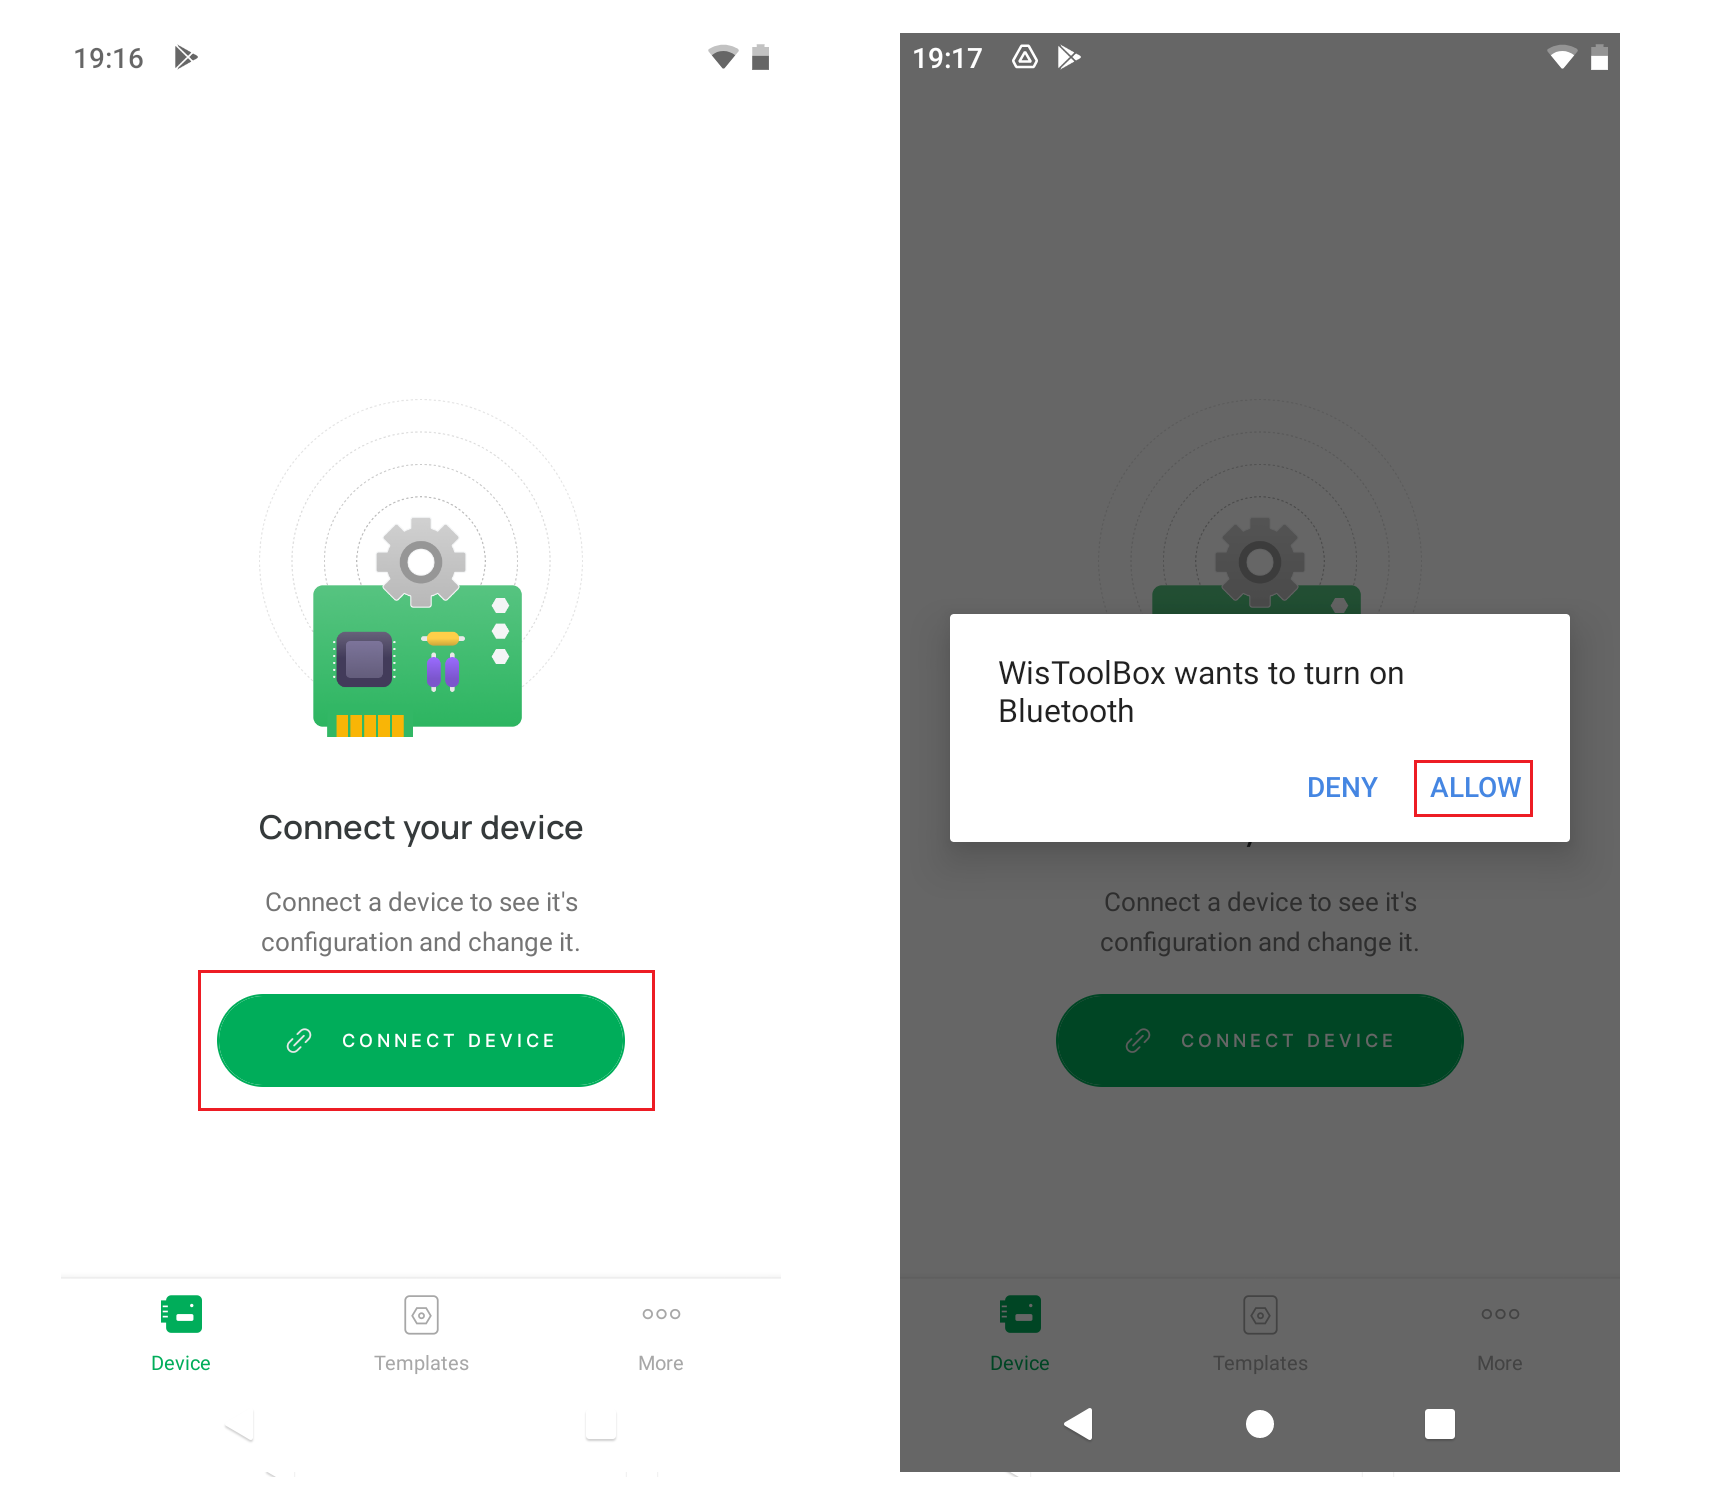 19:16
Connect your device
Connect a device to see it's
configuration and change it.
CONNECT DEVICE
Device
Templates
More
19:17
WisToolBox wants to turn on
Bluetooth
DENY
ALLOW
Connect a device to see it's
configuration and change it.
CONNECT DEVICE
Device
Templates
More